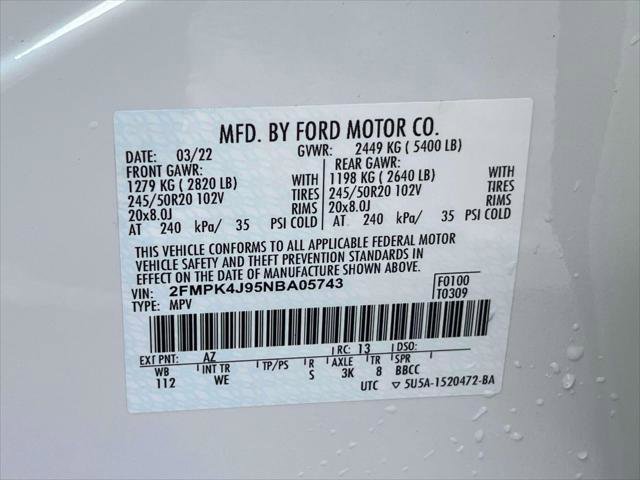 MFD. BY FORD MOTOR CO.
DATE: 03/22 GVWR: 2449 KG ( 5400 LB)
FRONT GAWR: REAR GAWR:
1279 KG ( 2820 LB) WITH 1198 KG ( 2640 LB) WITH
245/50R20 102V TIRES 245/50R20 102V TIRES
20x8.0J RIMS 20x8.0J RIMS
AT 240 kPa/ 35 PSI COLD AT 240 kPa/ 35 PSI COLD
THIS VEHICLE CONFORMS TO ALL APPLICABLE FEDERAL MOTOR
VEHICLE SAFETY AND THEFT PREVENTION STANDARDS IN
EFFECT ON THE DATE OF MANUFACTURE SHOWN ABOVE.
VIN: 2FMPK4J95NBA05743 F0100
TYPE: MPV T0309
EXT PNT: AZ RC: 13 DSO:
WB INT TR TP/PS R AXLE TR SPR
112 WE S 3K 8 BBCC
UTC ▽ 5U5A-1520472-BA